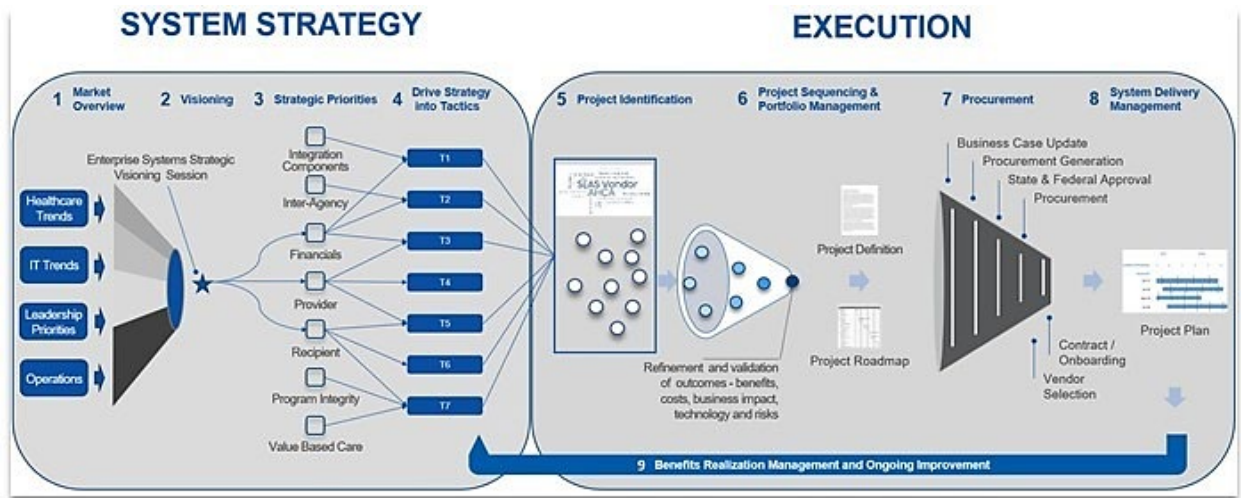 SYSTEM STRATEGY
EXECUTION
1 Market
Overview
2 Visioning
3 Strategic Priorities
4 Drive Strategy
into Tactics
5 Project Identification
6 Project Sequencing &
Portfolio Management
7 Procurement
8 System Delivery
Management
Enterprise Systems Strategic
Visioning Session
Healthcare
Trends
IT Trends
Leadership
Priorities
Operations
Integration
Components
Inter-Agency
Financials
Provider
Recipient
Program Integrity
Value Based Care
T1
T2
T3
T4
T5
T6
T7
SEAS Vendor
AHCA
Refinement and validation
of outcomes - benefits,
costs, business impact,
technology and risks
Project Definition
Project Roadmap
Business Case Update
Procurement Generation
State & Federal Approval
Procurement
Contract /
Onboarding
Vendor
Selection
Project Plan
9 Benefits Realization Management and Ongoing Improvement